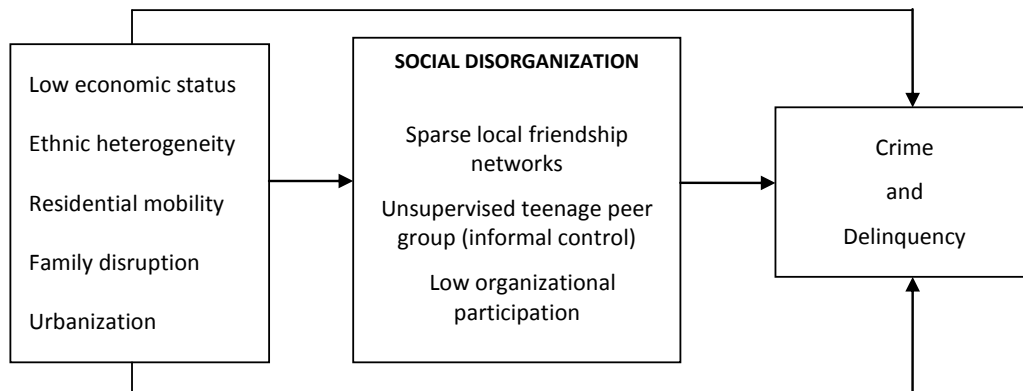 Low economic status
Ethnic heterogeneity
Residential mobility
Family disruption
Urbanization
SOCIAL DISORGANIZATION
Sparse local friendship
networks
Unsupervised teenage peer
group (informal control)
Low organizational
participation
Crime
and
Delinquency